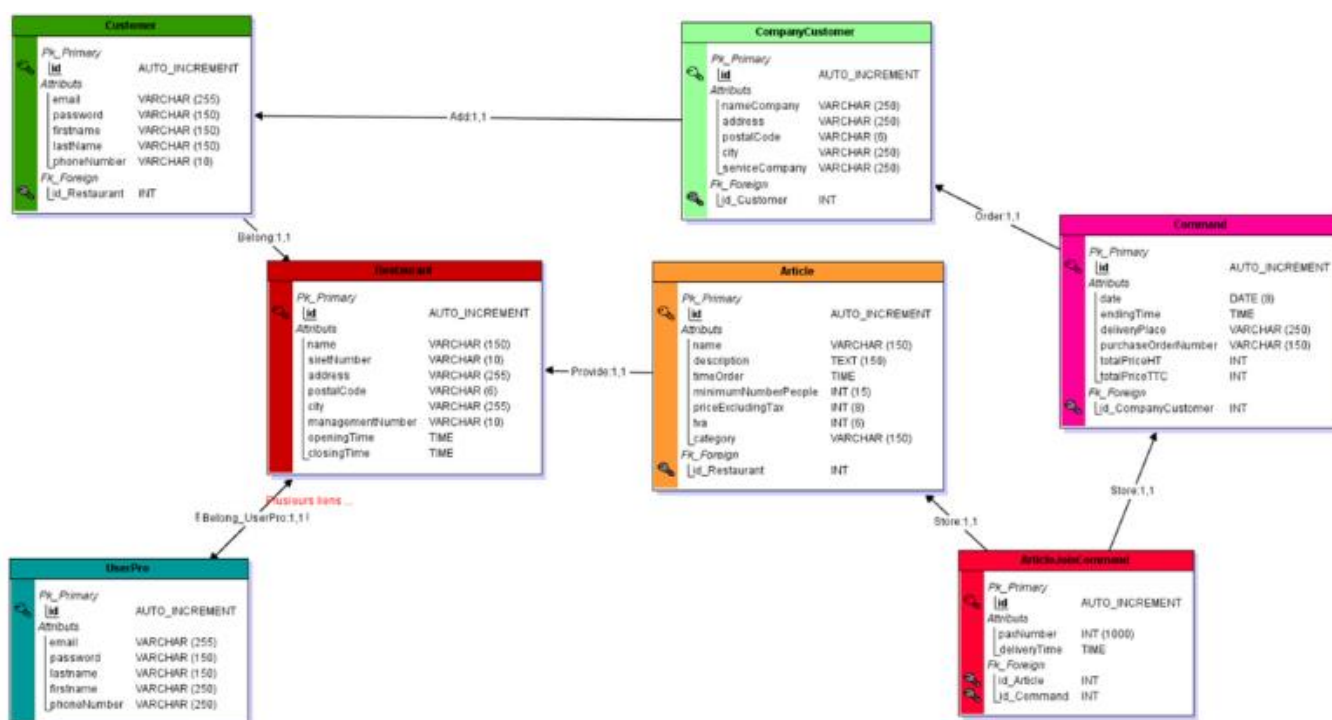 Customer
Pk_Primary
id AUTO_INCREMENT
Attributs
email VARCHAR (255)
password VARCHAR (150)
firstname VARCHAR (150)
lastName VARCHAR (150)
phoneNumber VARCHAR (10)
Fk_Foreign
id_Restaurant INT
Add:1,1
CompanyCustomer
Pk_Primary
id AUTO_INCREMENT
Attributs
nameCompany VARCHAR (250)
address VARCHAR (250)
postalCode VARCHAR (6)
city VARCHAR (250)
serviceCompany VARCHAR (250)
Fk_Foreign
id_Customer INT
Order:1,1
Belong:1,1
Command
Pk_Primary
id AUTO_INCREMENT
Attributs
date DATE (8)
endingTime TIME
deliveryPlace VARCHAR (250)
purchaseOrderNumber VARCHAR (150)
totalPriceHT INT
totalPriceTTC INT
Fk_Foreign
id_CompanyCustomer INT
Restaurant
Pk_Primary
id AUTO_INCREMENT
Attributs
name VARCHAR (150)
siretNumber VARCHAR (10)
address VARCHAR (255)
postalCode VARCHAR (6)
city VARCHAR (255)
managementNumber VARCHAR (10)
openingTime TIME
closingTime TIME
Provide:1,1
Article
Pk_Primary
id AUTO_INCREMENT
Attributs
name VARCHAR (150)
description TEXT (150)
timeOrder TIME
minimumNumberPeople INT (15)
priceExcludingTax INT (8)
tva INT (6)
category VARCHAR (150)
Fk_Foreign
id_Restaurant INT
Plusieurs liens ...
Belong_UserPro:1,1
Store:1,1
Store:1,1
UserPro
Pk_Primary
id AUTO_INCREMENT
Attributs
email VARCHAR (255)
password VARCHAR (150)
lastname VARCHAR (150)
firstname VARCHAR (250)
phoneNumber VARCHAR (250)
ArticleJoinCommand
Pk_Primary
id AUTO_INCREMENT
Attributs
paxNumber INT (1000)
deliveryTime TIME
Fk_Foreign
id_Article INT
id_Command INT